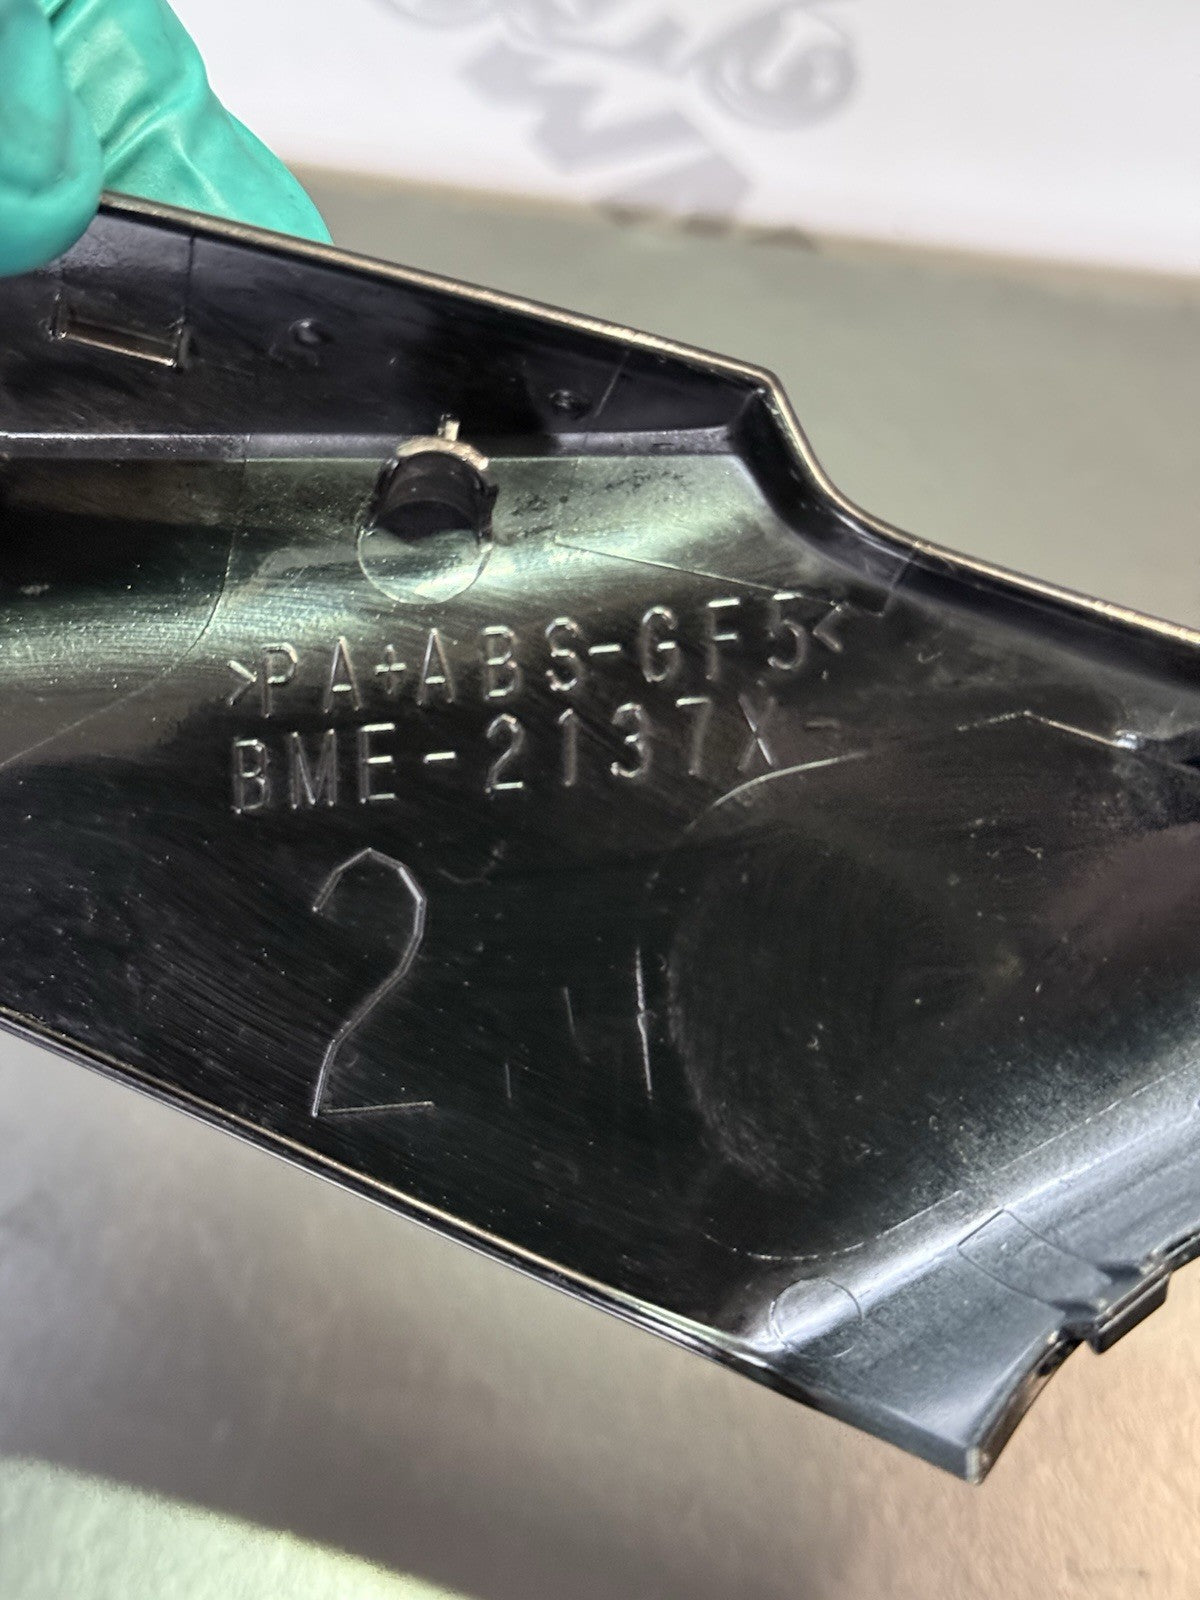 >PA+ABS-GF5<
BME-2137X-
2